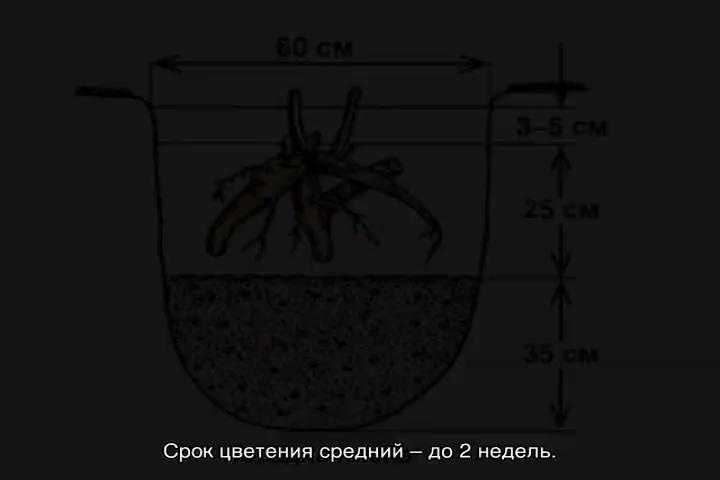 60 см
3–5 см
25 см
35 см
Срок цветения средний – до 2 недель.